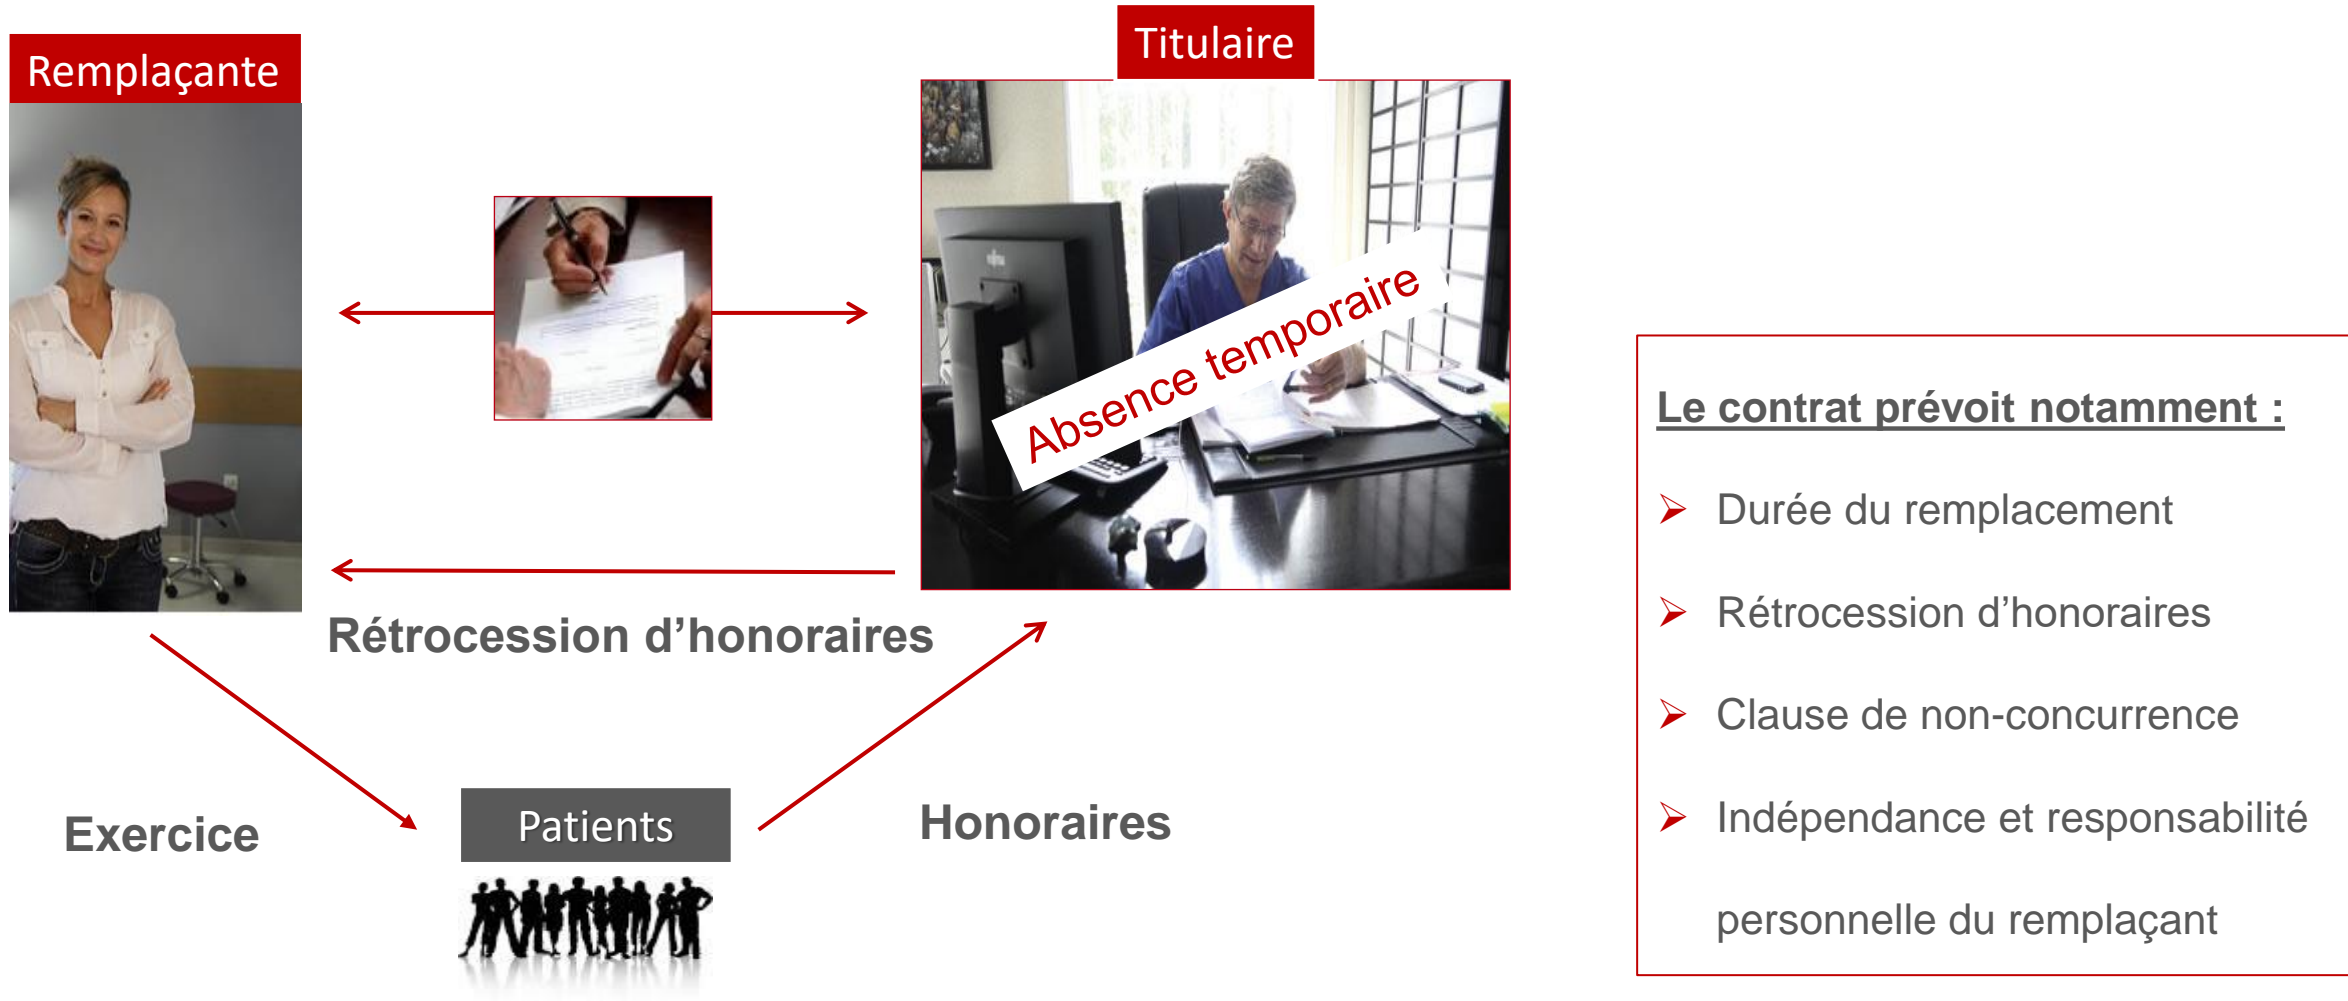 Titulaire
Remplaçante
Absence temporaire
Rétrocession d’honoraires
Exercice
Patients
Honoraires
Le contrat prévoit notamment :
Durée du remplacement
Rétrocession d’honoraires
Clause de non-concurrence
Indépendance et responsabilité
personnelle du remplaçant